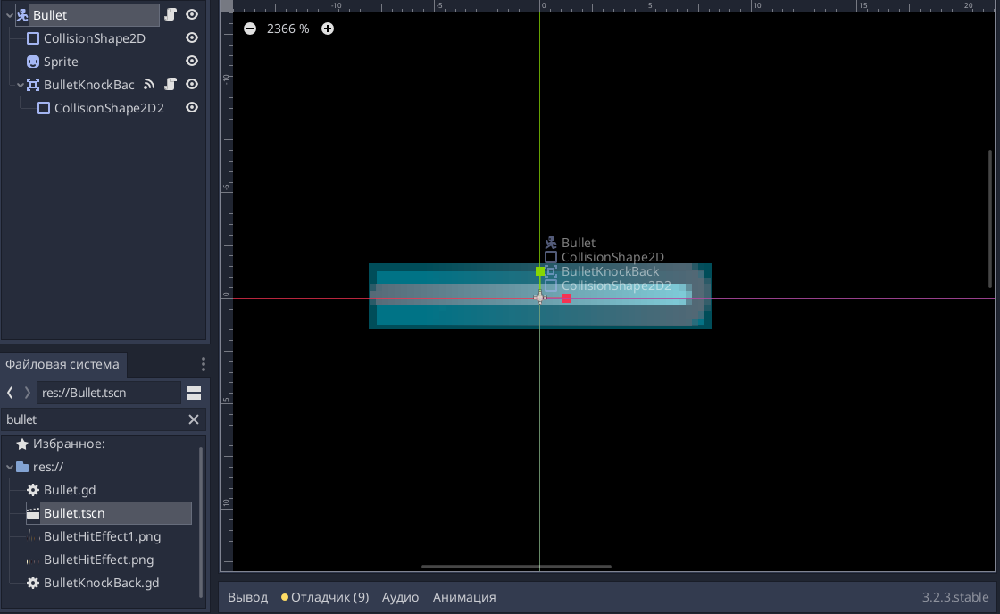 Bullet
CollisionShape2D
Sprite
BulletKnockBac
CollisionShape2D2
Файловая система
res://Bullet.tscn
bullet
Избранное:
res://
Bullet.gd
Bullet.tscn
BulletHitEffect1.png
BulletHitEffect.png
BulletKnockBack.gd
-10 -5 0 5 10 15 20
2366 %
-10
-5
0
5
10
Bullet
CollisionShape2D
BulletKnockBack
CollisionShape2D2
Вывод Отладчик (9) Аудио Анимация 3.2.3.stable